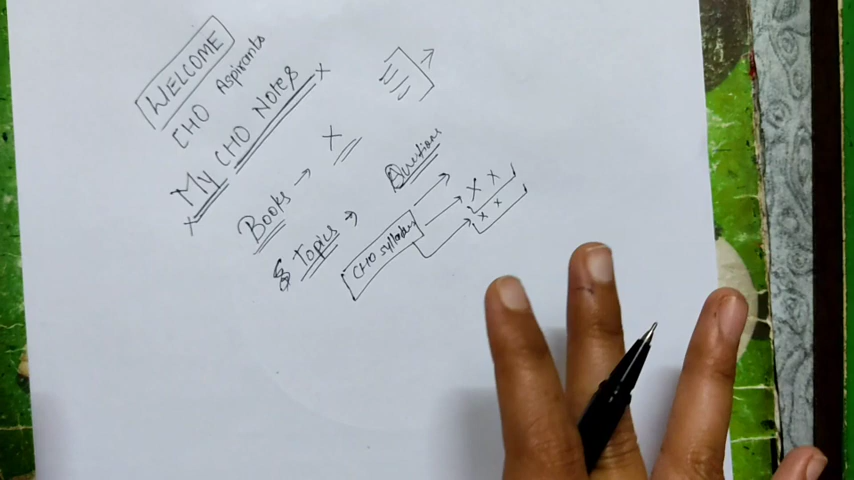 WELCOME
CHO Aspirants
My CHO Notes
Books → X
Topics → Questions
CHO Syllabus → X X
X X